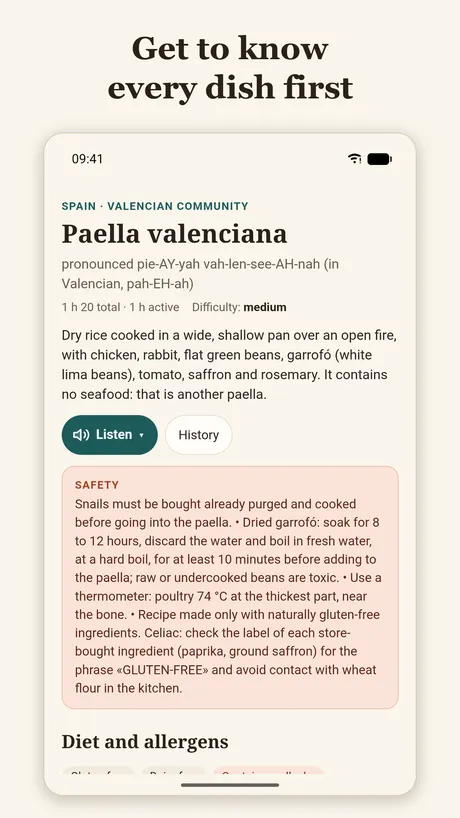 Get to know
every dish first
09:41
SPAIN · VALENCIAN COMMUNITY
Paella valenciana
pronounced pie-AY-yah vah-len-see-AH-nah (in
Valencian, pah-EH-ah)
1 h 20 total · 1 h active Difficulty: medium
Dry rice cooked in a wide, shallow pan over an open fire,
with chicken, rabbit, flat green beans, garrofó (white
lima beans), tomato, saffron and rosemary. It contains
no seafood: that is another paella.
Listen
History
SAFETY
Snails must be bought already purged and cooked
before going into the paella. • Dried garrofó: soak for 8
to 12 hours, discard the water and boil in fresh water,
at a hard boil, for at least 10 minutes before adding to
the paella; raw or undercooked beans are toxic. • Use a
thermometer: poultry 74 °C at the thickest part, near
the bone. • Recipe made only with naturally gluten-free
ingredients. Celiac: check the label of each store-
bought ingredient (paprika, ground saffron) for the
phrase «GLUTEN-FREE» and avoid contact with wheat
flour in the kitchen.
Diet and allergens